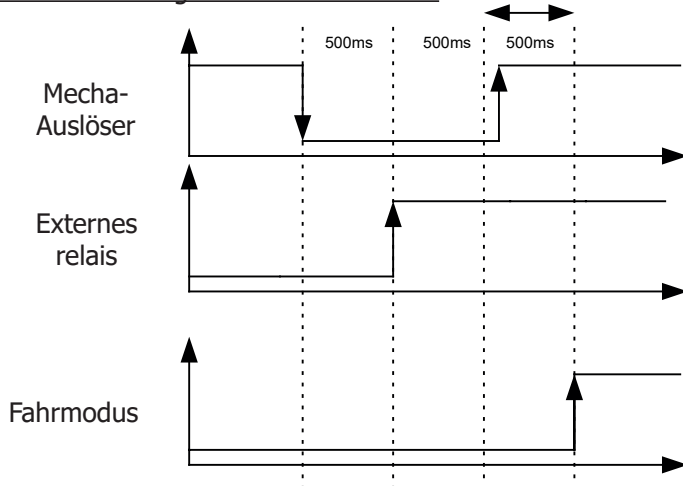 500ms 500ms 500ms
Mecha-
Auslöser
Externes
relais
Fahrmodus